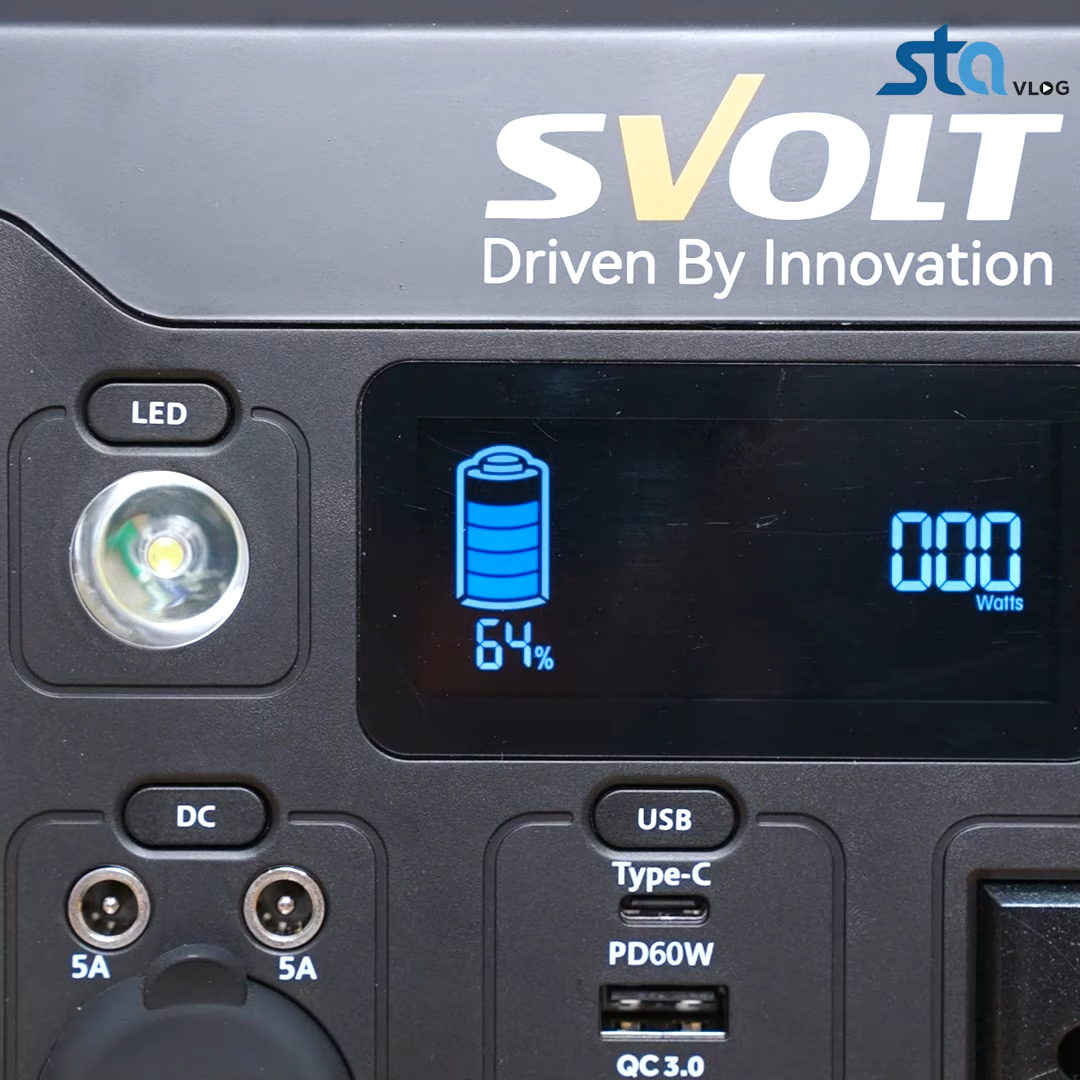 sta VLOG
SVOLT
Driven By Innovation
LED
64%
000
Watts
DC
USB
Type-C
5A
5A
PD60W
QC 3.0